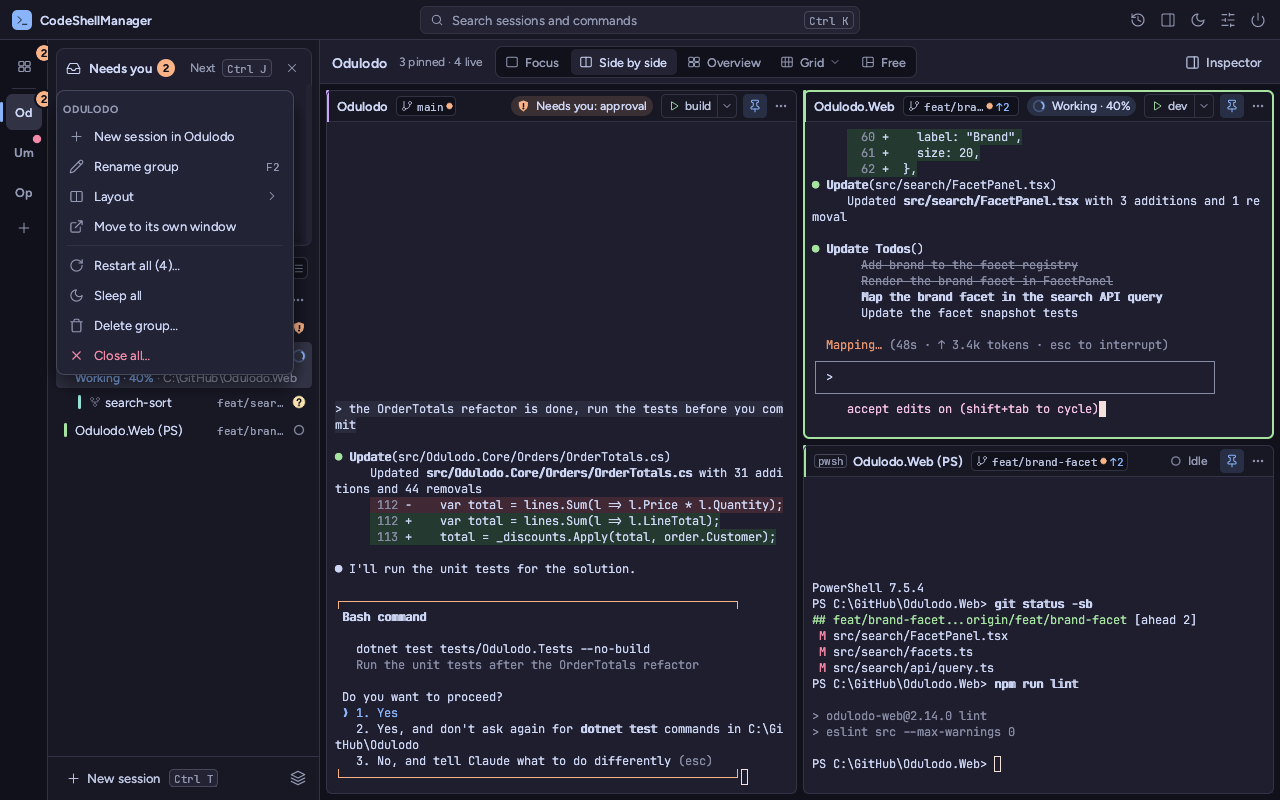 CodeShellManager
Search sessions and commands
Ctrl K
2
Od
2
Um
Op
Needs you 2
Next Ctrl J
ODULODO
New session in Odulodo
Rename group F2
Layout
Move to its own window
Restart all (4)...
Sleep all
Delete group...
Close all...
Working · 40% · C:\GitHub\Odulodo.Web
search-sort feat/sear...
Odulodo.Web (PS) feat/bran...
New session Ctrl T
Odulodo 3 pinned · 4 live
Focus
Side by side
Overview
Grid
Free
Inspector
Odulodo main
Needs you: approval
build
> the OrderTotals refactor is done, run the tests before you com
mit
Update(src/Odulodo.Core/Orders/OrderTotals.cs)
Updated src/Odulodo.Core/Orders/OrderTotals.cs with 31 addi
tions and 44 removals
112 - var total = lines.Sum(l => l.Price * l.Quantity);
112 + var total = lines.Sum(l => l.LineTotal);
113 + total = _discounts.Apply(total, order.Customer);
I'll run the unit tests for the solution.
Bash command
dotnet test tests/Odulodo.Tests --no-build
Run the unit tests after the OrderTotals refactor
Do you want to proceed?
❯ 1. Yes
2. Yes, and don't ask again for dotnet test commands in C:\Gi
tHub\Odulodo
3. No, and tell Claude what to do differently (esc)
Odulodo.Web feat/bra... ↑2
Working · 40%
dev
60 + label: "Brand",
61 + size: 20,
62 + },
Update(src/search/FacetPanel.tsx)
Updated src/search/FacetPanel.tsx with 3 additions and 1 re
moval
Update Todos()
Add brand to the facet registry
Render the brand facet in FacetPanel
Map the brand facet in the search API query
Update the facet snapshot tests
Mapping… (48s · ↑ 3.4k tokens · esc to interrupt)
>
accept edits on (shift+tab to cycle)
pwsh Odulodo.Web (PS) feat/brand-facet ↑2
Idle
PowerShell 7.5.4
PS C:\GitHub\Odulodo.Web> git status -sb
## feat/brand-facet...origin/feat/brand-facet [ahead 2]
M src/search/FacetPanel.tsx
M src/search/facets.ts
M src/search/api/query.ts
PS C:\GitHub\Odulodo.Web> npm run lint
> odulodo-web@2.14.0 lint
> eslint src --max-warnings 0
PS C:\GitHub\Odulodo.Web>